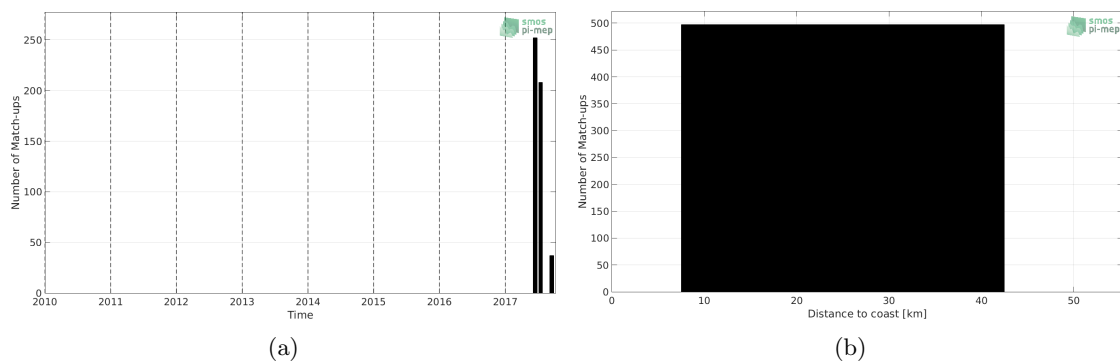 smos
pi-mep
250
200
150
100
50
0
Number of Match-ups
2010 2011 2012 2013 2014 2015 2016 2017
Time
(a)
smos
pi-mep
500
450
400
350
300
250
200
150
100
50
0
Number of Match-ups
0 10 20 30 40 50
Distance to coast [km]
(b)